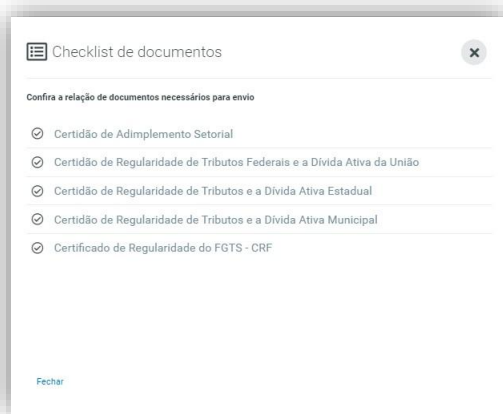 Checklist de documentos
Confira a relação de documentos necessários para envio
Certidão de Adimplemento Setorial
Certidão de Regularidade de Tributos Federais e a Dívida Ativa da União
Certidão de Regularidade de Tributos e a Dívida Ativa Estadual
Certidão de Regularidade de Tributos e a Dívida Ativa Municipal
Certificado de Regularidade do FGTS - CRF
Fechar